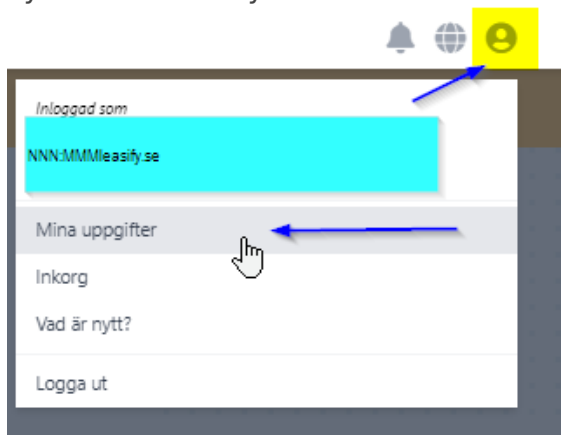 Inloggad som
NNN:MMMleasify.se
Mina uppgifter
Inkorg
Vad är nytt?
Logga ut